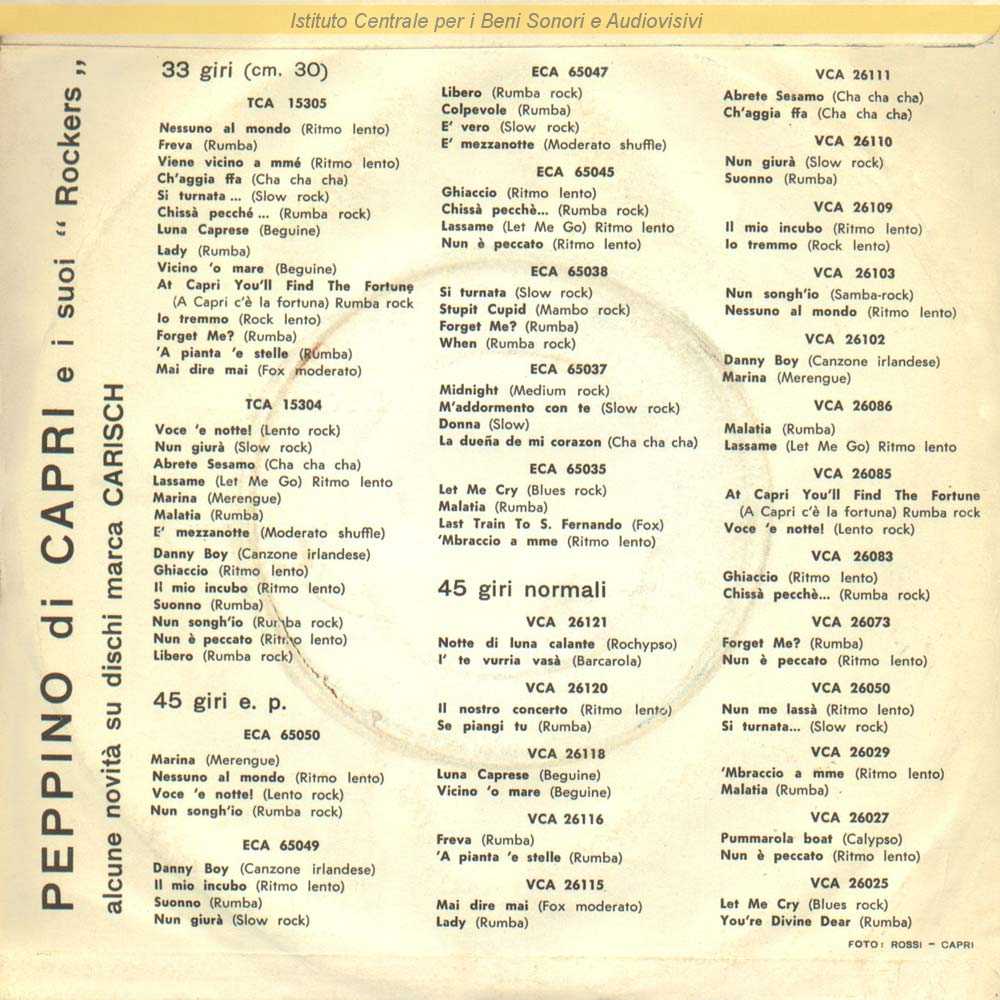 Istituto Centrale per i Beni Sonori e Audiovisivi
PEPPINO di CAPRI e i suoi “ Rockers „
alcune novità su dischi marca CARISCH
33 giri (cm. 30)
TCA 15305
Nessuno al mondo (Ritmo lento)
Freva (Rumba)
Viene vicino a mmé (Ritmo lento)
Ch'aggia ffa (Cha cha cha)
Si turnata ... (Slow rock)
Chissà pecché ... (Rumba rock)
Luna Caprese (Beguine)
Lady (Rumba)
Vicino 'o mare (Beguine)
At Capri You'll Find The Fortune
(A Capri c'è la fortuna) Rumba rock
Io tremmo (Rock lento)
Forget Me? (Rumba)
'A pianta 'e stelle (Rumba)
Mai dire mai (Fox moderato)
TCA 15304
Voce 'e notte! (Lento rock)
Nun giurà (Slow rock)
Abrete Sesamo (Cha cha cha)
Lassame (Let Me Go) Ritmo lento
Marina (Merengue)
Malatia (Rumba)
E' mezzanotte (Moderato shuffle)
Danny Boy (Canzone irlandese)
Ghiaccio (Ritmo lento)
Il mio incubo (Ritmo lento)
Suonno (Rumba)
Nun songh'io (Rumba rock)
Nun è peccato (Ritmo lento)
Libero (Rumba rock)
45 giri e. p.
ECA 65050
Marina (Merengue)
Nessuno al mondo (Ritmo lento)
Voce 'e notte! (Lento rock)
Nun songh'io (Rumba rock)
ECA 65049
Danny Boy (Canzone irlandese)
Il mio incubo (Ritmo lento)
Suonno (Rumba)
Nun giurà (Slow rock)
ECA 65047
Libero (Rumba rock)
Colpevole (Rumba)
E' vero (Slow rock)
E' mezzanotte (Moderato shuffle)
ECA 65045
Ghiaccio (Ritmo lento)
Chissà pecchè... (Rumba rock)
Lassame (Let Me Go) Ritmo lento
Nun è peccato (Ritmo lento)
ECA 65038
Si turnata (Slow rock)
Stupit Cupid (Mambo rock)
Forget Me? (Rumba)
When (Rumba rock)
ECA 65037
Midnight (Medium rock)
M'addormento con te (Slow rock)
Donna (Slow)
La dueña de mi corazon (Cha cha cha)
ECA 65035
Let Me Cry (Blues rock)
Malatia (Rumba)
Last Train To S. Fernando (Fox)
'Mbraccio a mme (Ritmo lento)
45 giri normali
VCA 26121
Notte di luna calante (Rochypso)
I' te vurria vasà (Barcarola)
VCA 26120
Il nostro concerto (Ritmo lento)
Se piangi tu (Rumba)
VCA 26118
Luna Caprese (Beguine)
Vicino 'o mare (Beguine)
VCA 26116
Freva (Rumba)
'A pianta 'e stelle (Rumba)
VCA 26115
Mai dire mai (Fox moderato)
Lady (Rumba)
VCA 26111
Abrete Sesamo (Cha cha cha)
Ch'aggia ffa (Cha cha cha)
VCA 26110
Nun giurà (Slow rock)
Suonno (Rumba)
VCA 26109
Il mio incubo (Ritmo lento)
Io tremmo (Rock lento)
VCA 26103
Nun songh'io (Samba-rock)
Nessuno al mondo (Ritmo lento)
VCA 26102
Danny Boy (Canzone irlandese)
Marina (Merengue)
VCA 26086
Malatia (Rumba)
Lassame (Let Me Go) Ritmo lento
VCA 26085
At Capri You'll Find The Fortune
(A Capri c'è la fortuna) Rumba rock
Voce 'e notte! (Lento rock)
VCA 26083
Ghiaccio (Ritmo lento)
Chissà pecchè... (Rumba rock)
VCA 26073
Forget Me? (Rumba)
Nun è peccato (Ritmo lento)
VCA 26050
Nun me lassà (Ritmo lento)
Si turnata... (Slow rock)
VCA 26029
'Mbraccio a mme (Ritmo lento)
Malatia (Rumba)
VCA 26027
Pummarola boat (Calypso)
Nun è peccato (Ritmo lento)
VCA 26025
Let Me Cry (Blues rock)
You're Divine Dear (Rumba)
FOTO: ROSSI - CAPRI